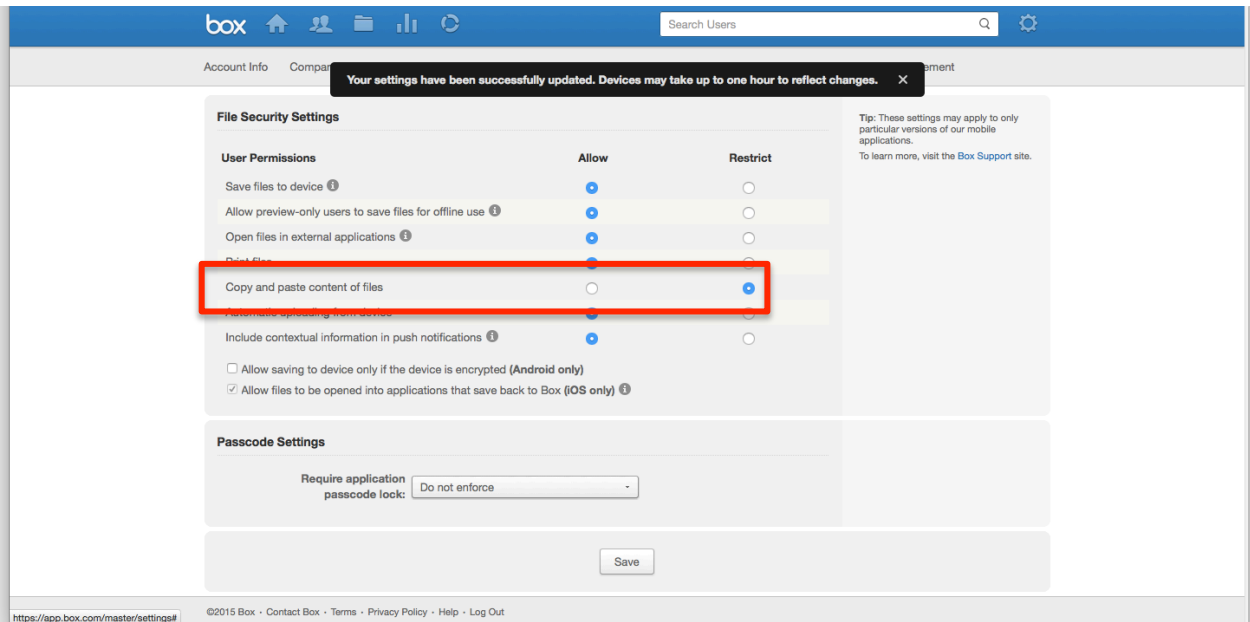 box
Search Users
Account Info Compan
ement
Your settings have been successfully updated. Devices may take up to one hour to reflect changes. ×
File Security Settings
User Permissions Allow Restrict
Save files to device
Allow preview-only users to save files for offline use
Open files in external applications
Print files
Copy and paste content of files
Automatic uploading from device
Include contextual information in push notifications
Allow saving to device only if the device is encrypted (Android only)
Allow files to be opened into applications that save back to Box (iOS only)
Tip: These settings may apply to only
particular versions of our mobile
applications.
To learn more, visit the Box Support site.
Passcode Settings
Require application
passcode lock: Do not enforce
Save
©2015 Box · Contact Box · Terms · Privacy Policy · Help · Log Out
https://app.box.com/master/settings#